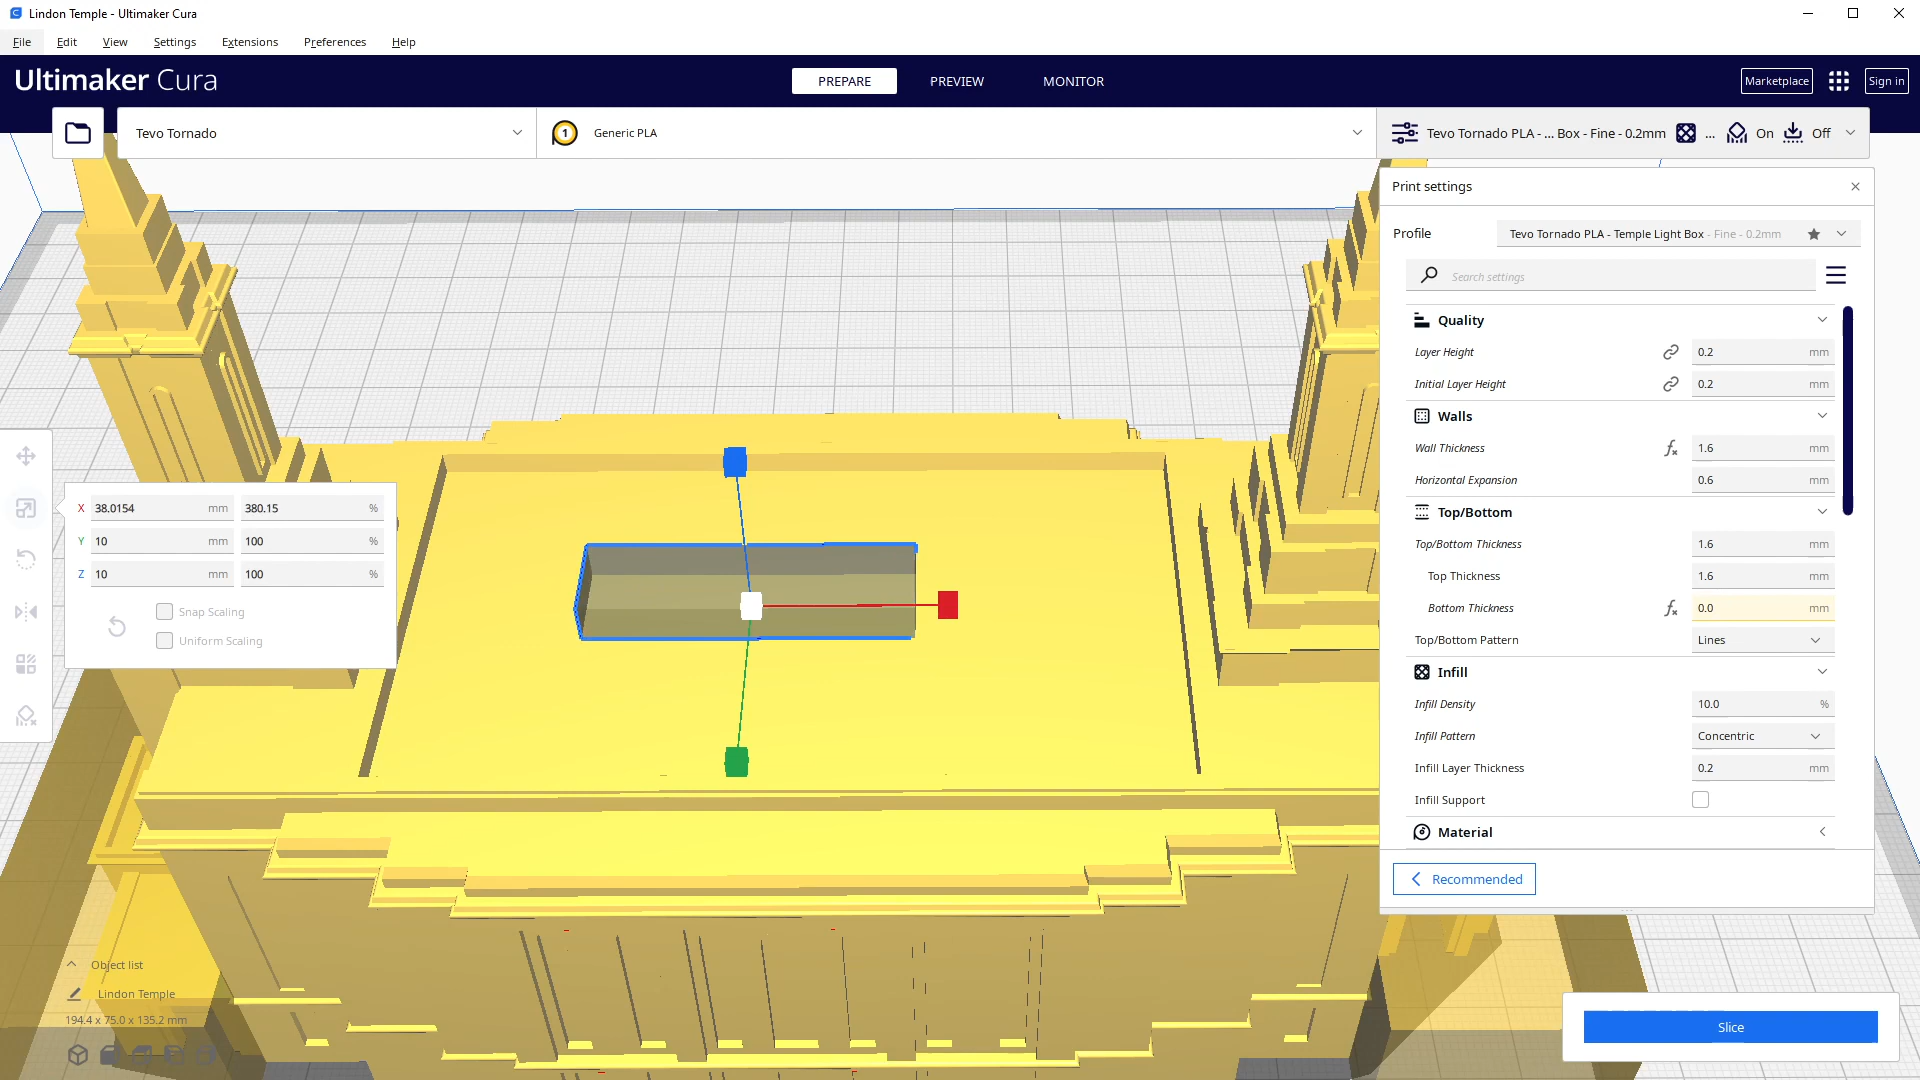 Lindon Temple - Ultimaker Cura
File Edit View Settings Extensions Preferences Help
Ultimaker Cura
PREPARE PREVIEW MONITOR
Marketplace Sign in
Tevo Tornado
1 Generic PLA
Tevo Tornado PLA - ... Box - Fine - 0.2mm ... On Off
Print settings
Profile Tevo Tornado PLA - Temple Light Box - Fine - 0.2mm
Search settings
Quality
Layer Height 0.2 mm
Initial Layer Height 0.2 mm
Walls
Wall Thickness 1.6 mm
Horizontal Expansion 0.6 mm
Top/Bottom
Top/Bottom Thickness 1.6 mm
Top Thickness 1.6 mm
Bottom Thickness 0.0 mm
Top/Bottom Pattern Lines
Infill
Infill Density 10.0 %
Infill Pattern Concentric
Infill Layer Thickness 0.2 mm
Infill Support
Material
Recommended
X 38.0154 mm 380.15 %
Y 10 mm 100 %
Z 10 mm 100 %
Snap Scaling
Uniform Scaling
Object list
Lindon Temple
194.4 x 75.0 x 135.2 mm
Slice